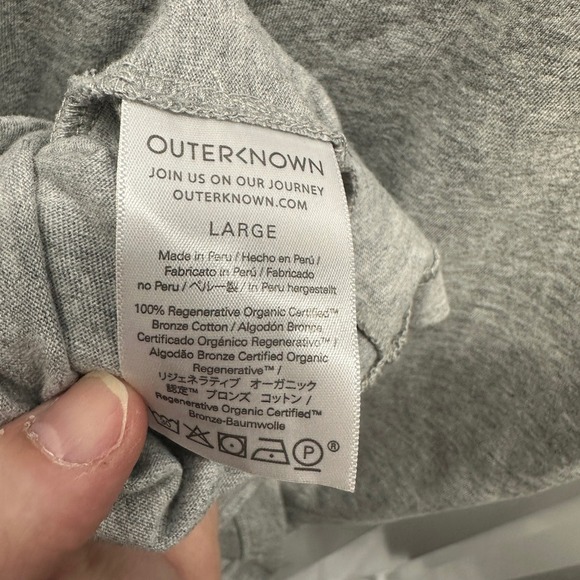 OUTERKNOWN
JOIN US ON OUR JOURNEY
OUTERKNOWN.COM
LARGE
Made in Peru / Hecho en Perú /
Fabricato in Perú / Fabricado
no Peru / ペルー製 / in Peru hergestellt
100% Regenerative Organic Certified™
Bronze Cotton / Algodón Bronce
Certificado Orgánico Regenerativo™ /
Algodão Bronze Certified Organic
Regenerative™ /
リジェネラティブ オーガニック
認定™ ブロンズ コットン /
Regenerative Organic Certified™
Bronze-Baumwolle
P®